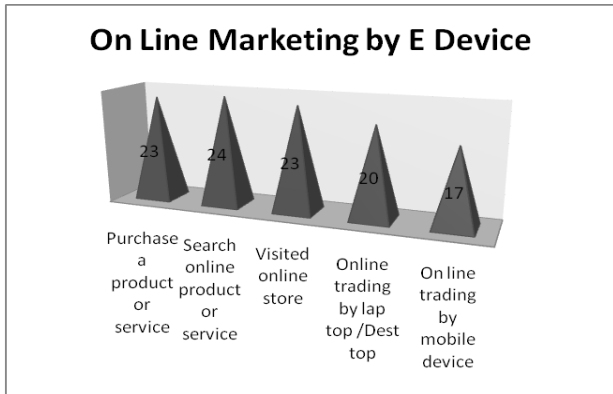 On Line Marketing by E Device
23
24
23
20
17
Purchase
a
product
or
service
Search
online
product
or
service
Visited
online
store
Online
trading
by lap
top /Dest
top
On line
trading
by
mobile
device